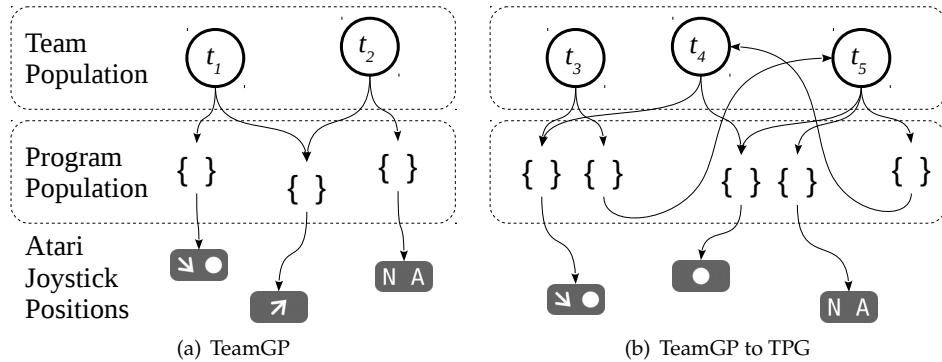 Team
Population
t1
t2
t3
t4
t5
Program
Population
{ }
{ }
{ }
{ }
{ }
{ }
{ }
{ }
Atari
Joystick
Positions
N A
N A
(a) TeamGP
(b) TeamGP to TPG